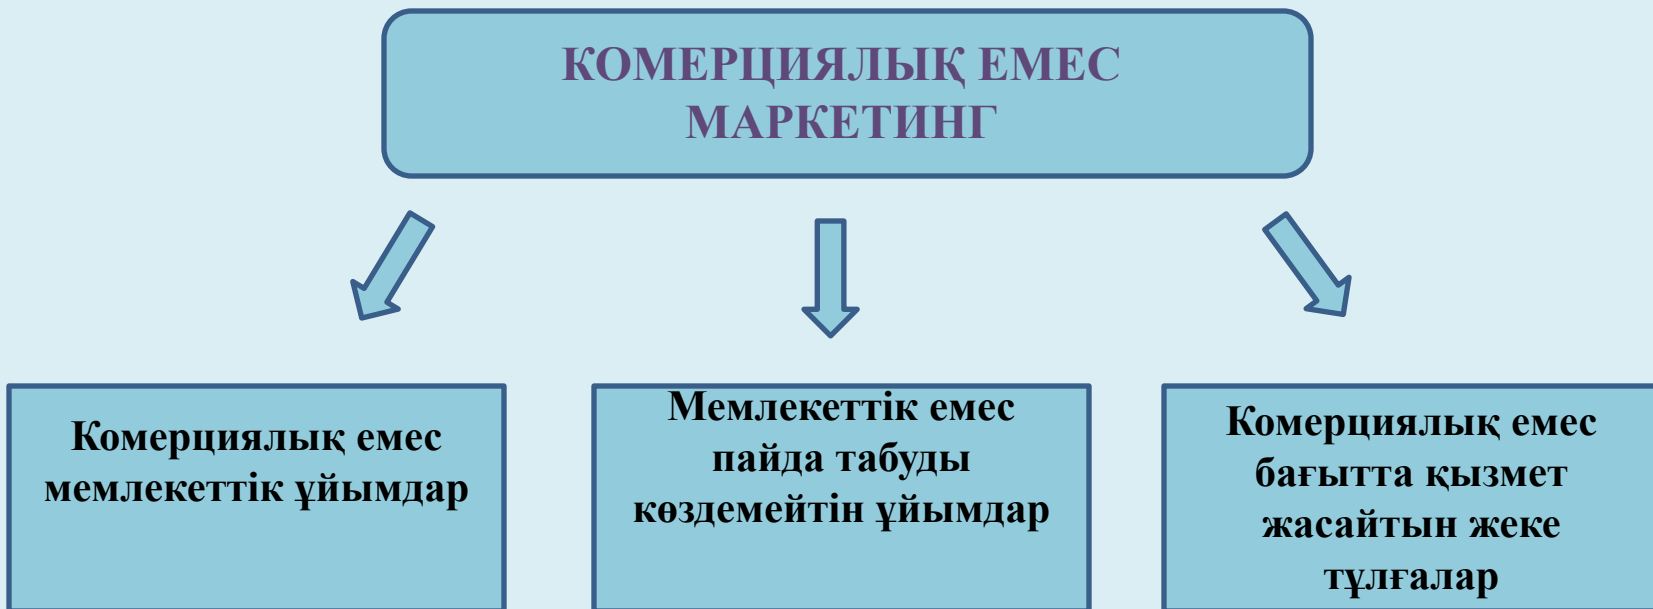 КОМЕРЦИЯЛЫҚ ЕМЕС
МАРКЕТИНГ
Комерциялық емес
мемлекеттік ұйымдар
Мемлекеттік емес
пайда табуды
көздемейтін ұйымдар
Комерциялық емес
бағытта қызмет
жасайтын жеке
тұлғалар